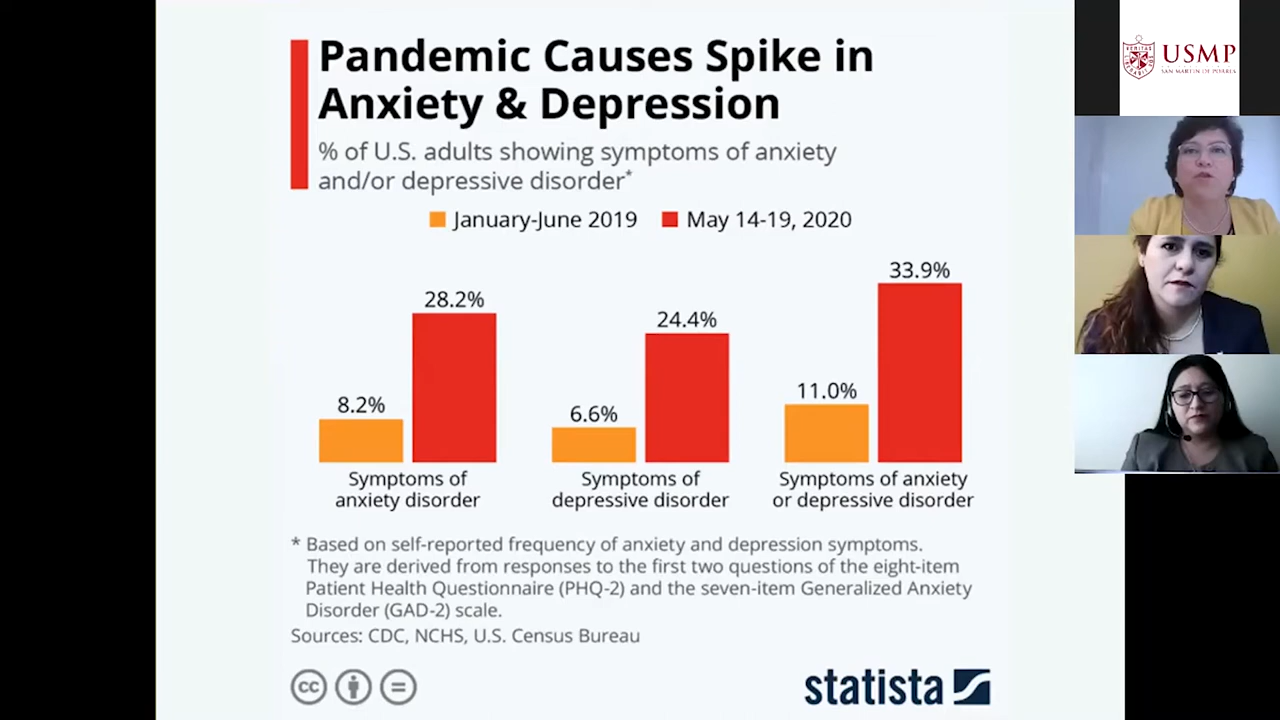 Pandemic Causes Spike in
Anxiety & Depression
% of U.S. adults showing symptoms of anxiety
and/or depressive disorder*
January-June 2019 May 14-19, 2020
8.2%
28.2%
6.6%
24.4%
11.0%
33.9%
Symptoms of
anxiety disorder
Symptoms of
depressive disorder
Symptoms of anxiety
or depressive disorder
* Based on self-reported frequency of anxiety and depression symptoms.
They are derived from responses to the first two questions of the eight-item
Patient Health Questionnaire (PHQ-2) and the seven-item Generalized Anxiety
Disorder (GAD-2) scale.
Sources: CDC, NCHS, U.S. Census Bureau
cc
statista
USMP
SAN MARTIN DE PORRES